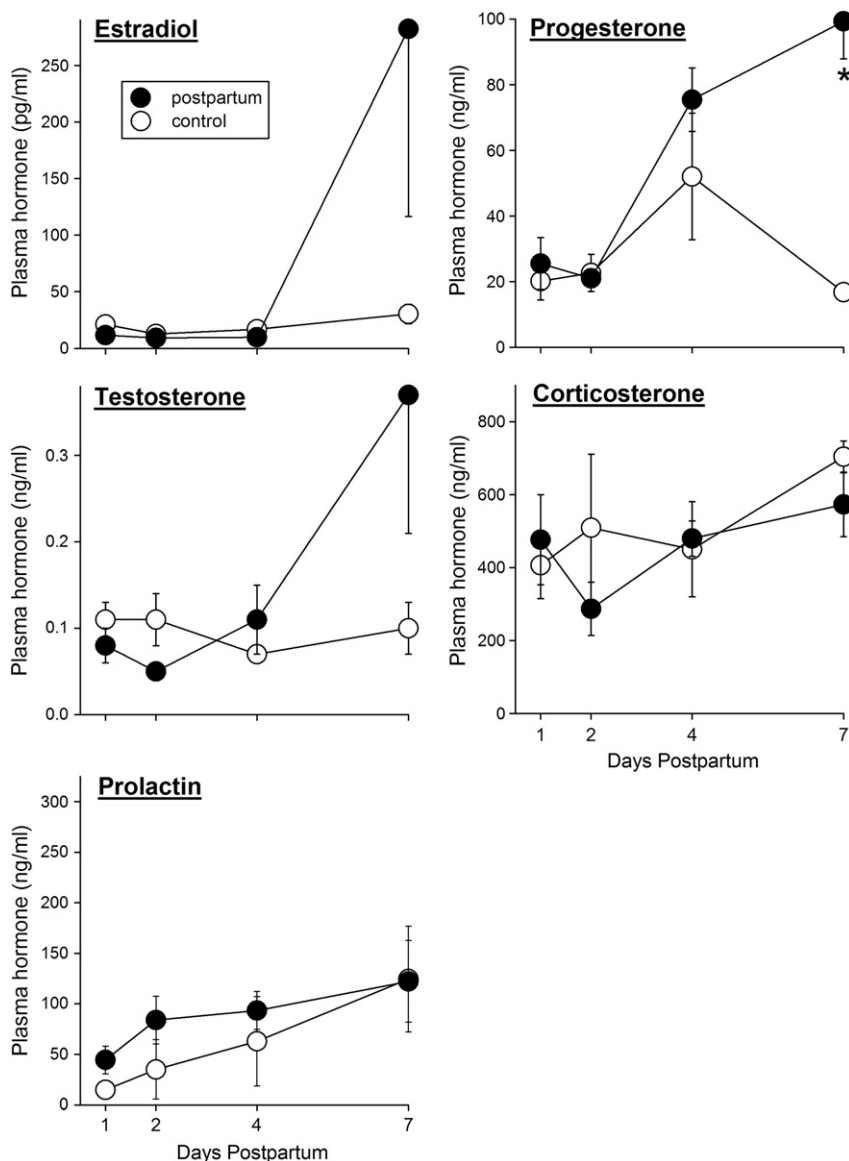 Estradiol
postpartum
control
Plasma hormone (pg/ml)
250
200
150
100
50
0
Progesterone
Plasma hormone (ng/ml)
100
80
60
40
20
0
*
Testosterone
Plasma hormone (ng/ml)
0.3
0.2
0.1
0.0
Corticosterone
Plasma hormone (ng/ml)
800
600
400
200
0
1 2 4 7
Days Postpartum
Prolactin
Plasma hormone (ng/ml)
300
250
200
150
100
50
0
1 2 4 7
Days Postpartum